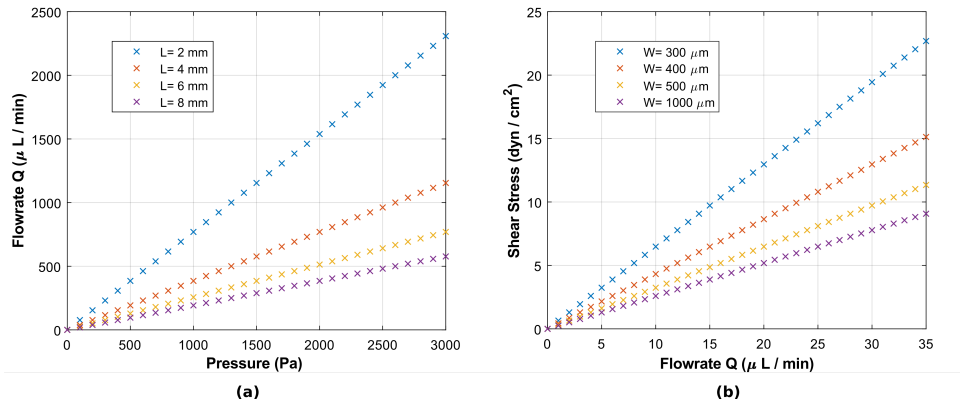 2500
2000
1500
1000
500
0
0 500 1000 1500 2000 2500 3000
Flowrate Q (μ L / min)
Pressure (Pa)
L= 2 mm
L= 4 mm
L= 6 mm
L= 8 mm
(a)
25
20
15
10
5
0
0 5 10 15 20 25 30 35
Shear Stress (dyn / cm²)
Flowrate Q (μ L / min)
W= 300 μm
W= 400 μm
W= 500 μm
W= 1000 μm
(b)